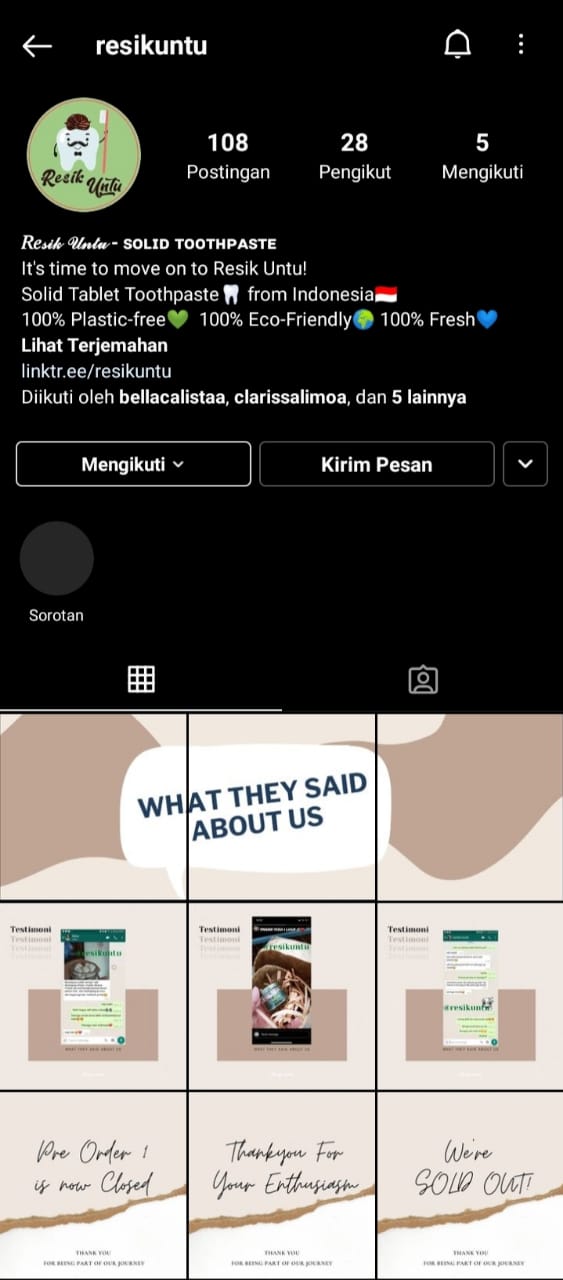 resikuntu
Resik Untu
108
28
5
Postingan
Pengikut
Mengikuti
Resik Untu - SOLID TOOTHPASTE
It's time to move on to Resik Untu!
Solid Tablet Toothpaste🦷 from Indonesia🇮🇩
100% Plastic-free💚 100% Eco-Friendly🌍 100% Fresh💙
Lihat Terjemahan
linktr.ee/resikuntu
Diikuti oleh bellacalistaa, clarissalimoa, dan 5 lainnya
Mengikuti
Kirim Pesan
Sorotan
WHAT THEY SAID
ABOUT US
Testimoni
Testimoni
Testimoni
@resikuntu
WHAT THEY SAID ABOUT US
Testimoni
Testimoni
Testimoni
@resikuntu
WHAT THEY SAID ABOUT US
Testimoni
Testimoni
Testimoni
@resikuntu
WHAT THEY SAID ABOUT US
Pre Order 1
is now Closed
THANK YOU
FOR BEING PART OF OUR JOURNEY
Thankyou For
Your Enthusiasm
THANK YOU
FOR BEING PART OF OUR JOURNEY
We're
SOLD OUT!
THANK YOU
FOR BEING PART OF OUR JOURNEY